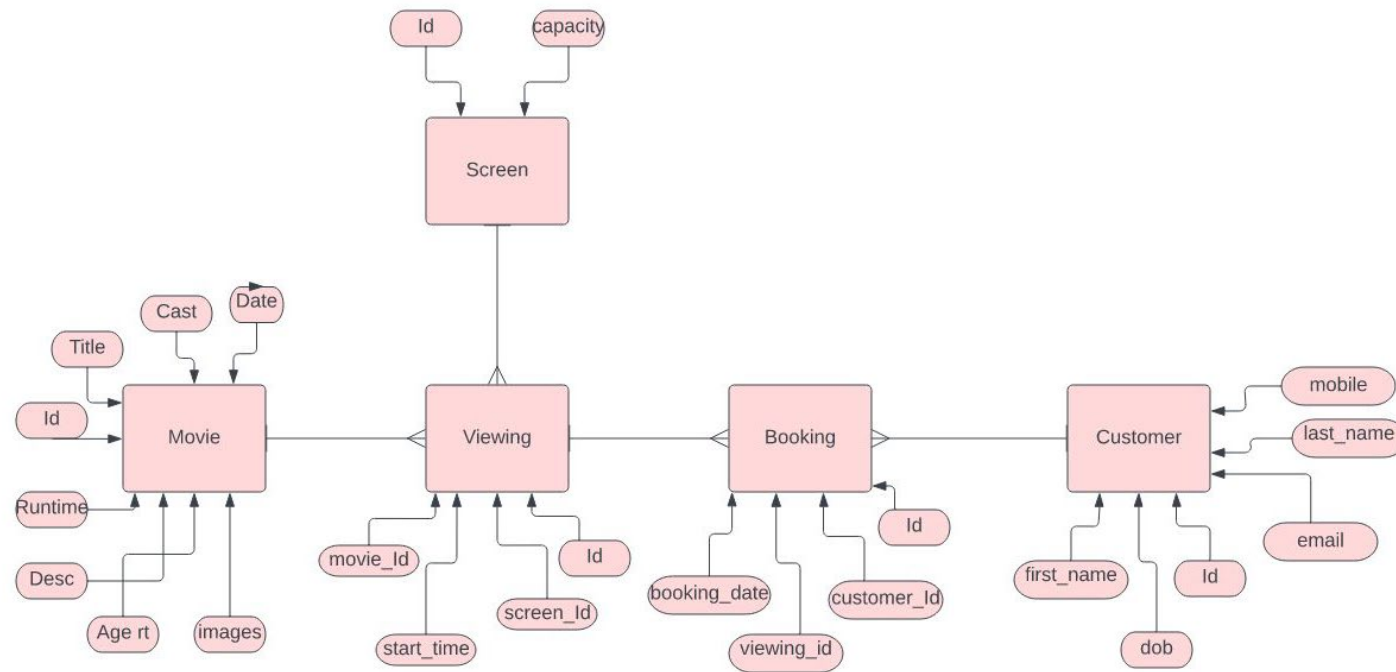 Id
capacity
Screen
Date
Cast
Title
Id
Movie
Viewing
Booking
Customer
mobile
last_name
Runtime
Id
email
movie_Id
Id
first_name
Id
Desc
booking_date
customer_Id
screen_Id
Age rt
images
start_time
viewing_id
dob